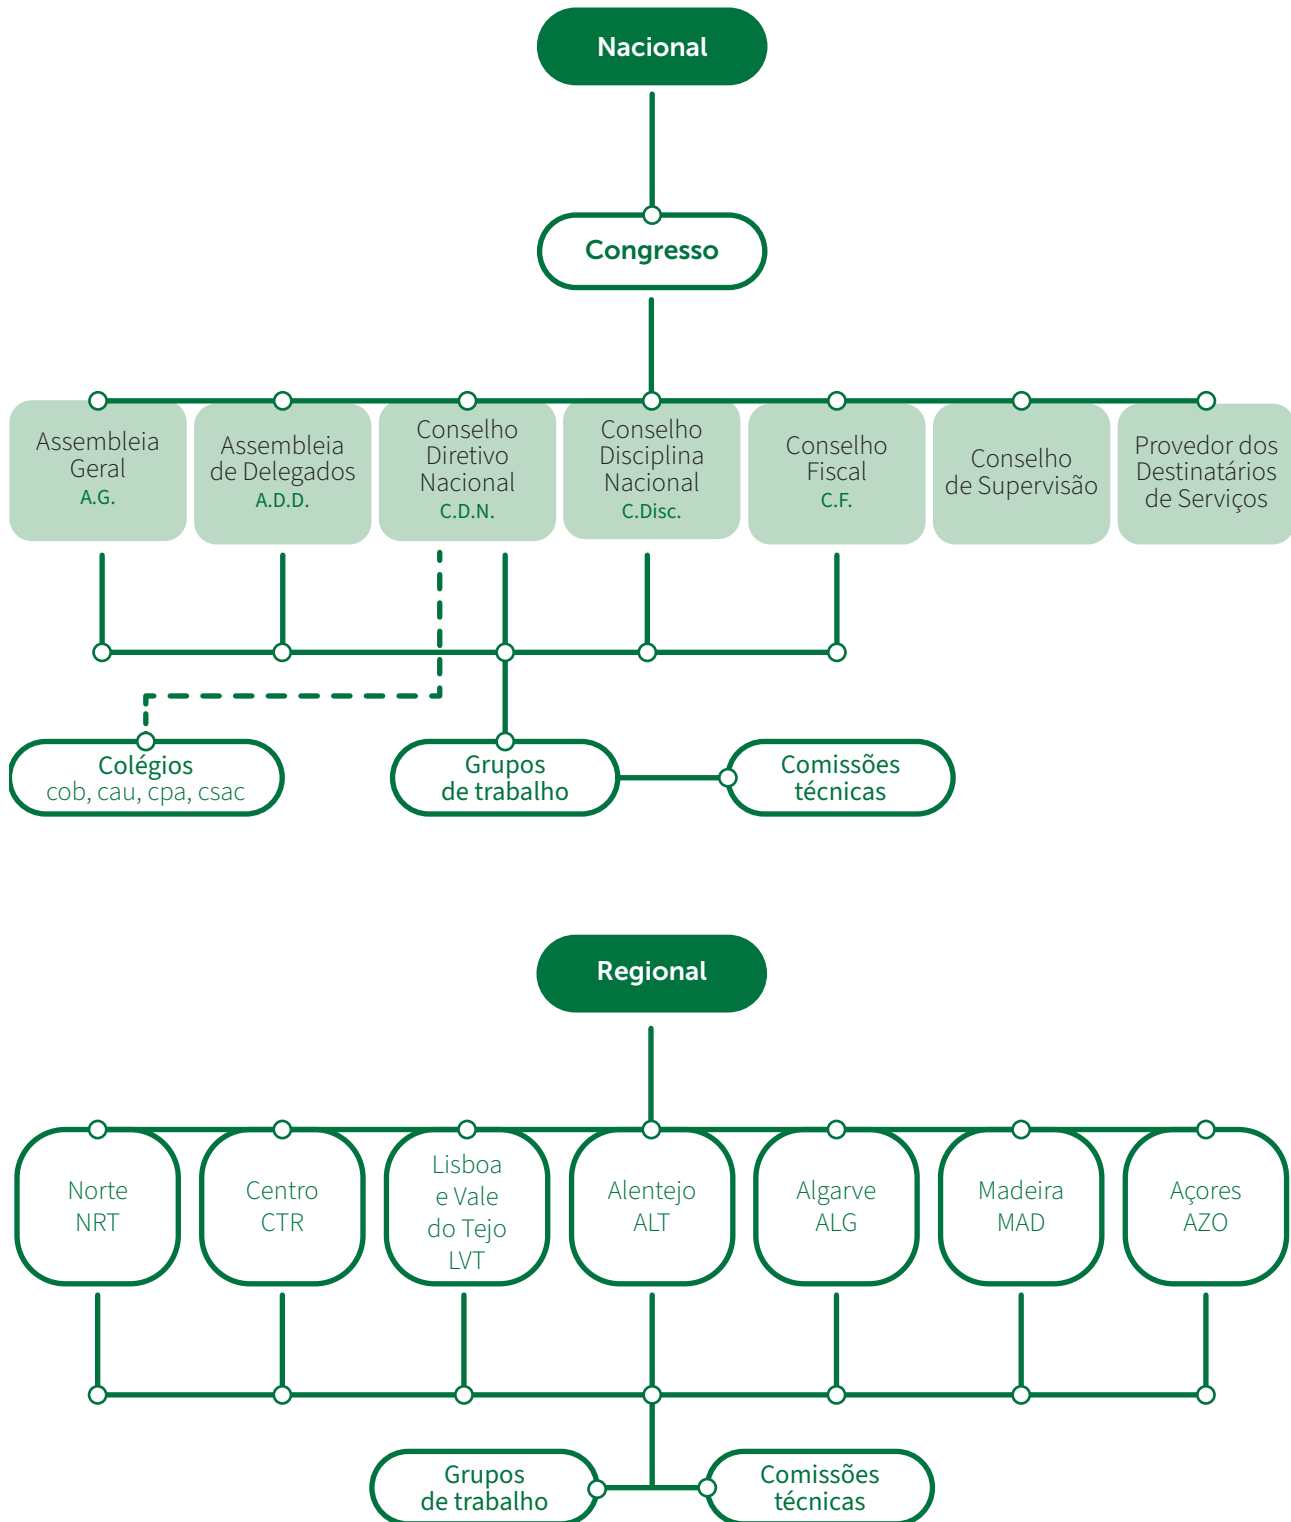 Nacional
Congresso
Assembleia
Geral
A.G.
Assembleia
de Delegados
A.D.D.
Conselho
Diretivo
Nacional
C.D.N.
Conselho
Disciplina
Nacional
C.Disc.
Conselho
Fiscal
C.F.
Conselho
de Supervisão
Provedor dos
Destinatários
de Serviços
Colégios
cob, cau, cpa, csac
Grupos
de trabalho
Comissões
técnicas
Regional
Norte
NRT
Centro
CTR
Lisboa
e Vale
do Tejo
LVT
Alentejo
ALT
Algarve
ALG
Madeira
MAD
Açores
AZO
Grupos
de trabalho
Comissões
técnicas